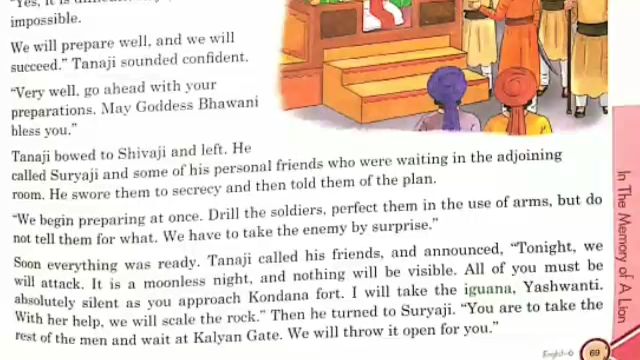 "Yes, it is
impossible.
We will prepare well, and we will
succeed." Tanaji sounded confident.
"Very well, go ahead with your
preparations. May Goddess Bhawani
bless you."
Tanaji bowed to Shivaji and left. He
called Suryaji and some of his personal friends who were waiting in the adjoining
room. He swore them to secrecy and then told them of the plan.
"We begin preparing at once. Drill the soldiers, perfect them in the use of arms, but do
not tell them for what. We have to take the enemy by surprise."
Soon everything was ready. Tanaji called his friends, and announced, "Tonight, we
will attack. It is a moonless night, and nothing will be visible. All of you must be
absolutely silent as you approach Kondana fort. I will take the iguana, Yashwanti.
With her help, we will scale the rock." Then he turned to Suryaji. "You are to take the
rest of the men and wait at Kalyan Gate. We will throw it open for you."
In The Memory of A Lion
English-6
69